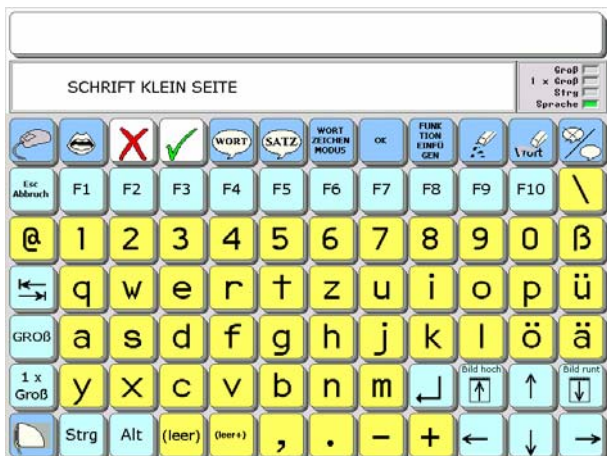 Groß
1 x Groß
Strg
Sprache
SCHRIFT KLEIN SEITE
WORT SATZ WORT ZEICHEN MODUS OK FUNK TION EINFÜ GEN Wort
Esc Abbruch F1 F2 F3 F4 F5 F6 F7 F8 F9 F10 \
@ 1 2 3 4 5 6 7 8 9 0 ß
q w e r t z u i o p ü
GROß a s d f g h j k l ö ä
1 x Groß y x c v b n m Bild hoch ↑ Bild runt
Strg Alt (leer) (leer+) , . - + ← ↓ →